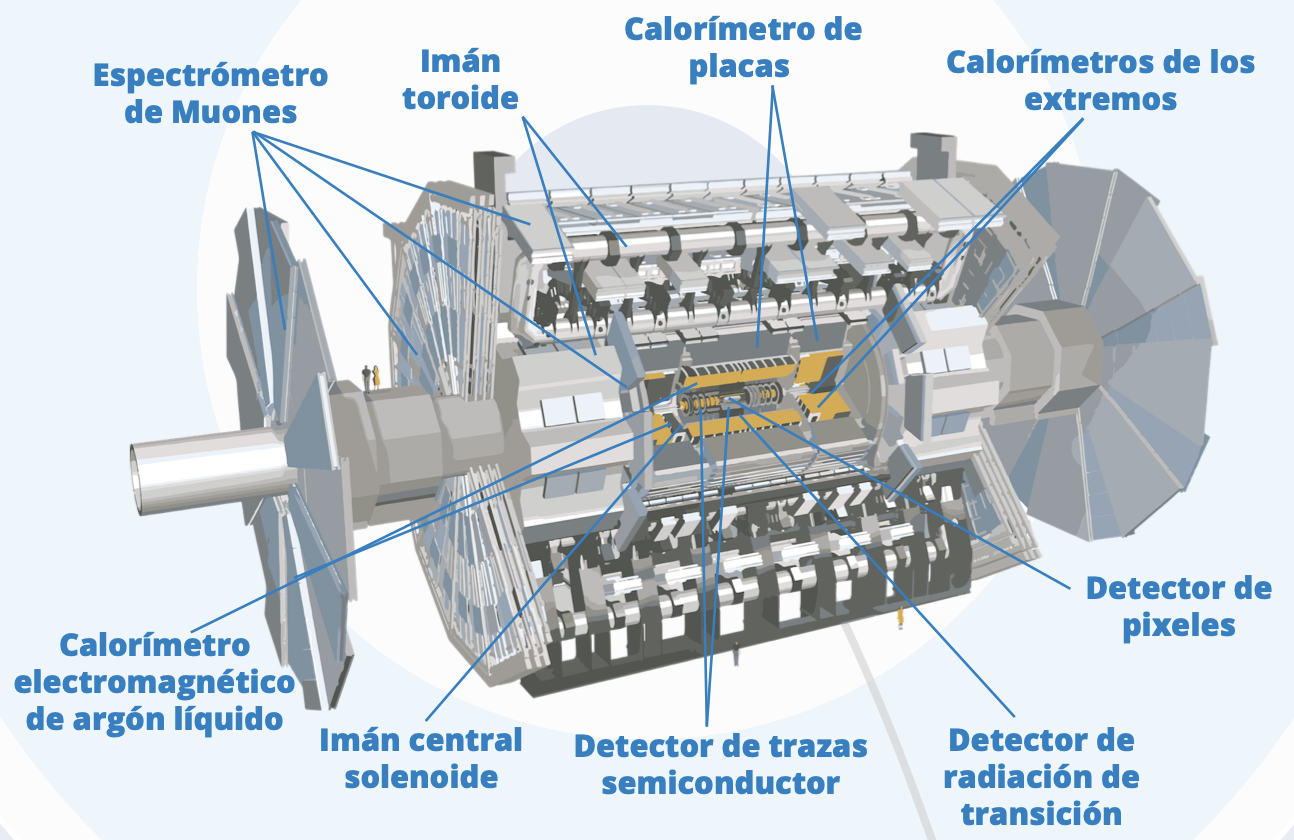 Espectrómetro
de Muones
Imán
toroide
Calorímetro de
placas
Calorímetros de los
extremos
Calorímetro
electromagnético
de argón líquido
Imán central
solenoide
Detector de trazas
semiconductor
Detector de
radiación de
transición
Detector de
pixeles